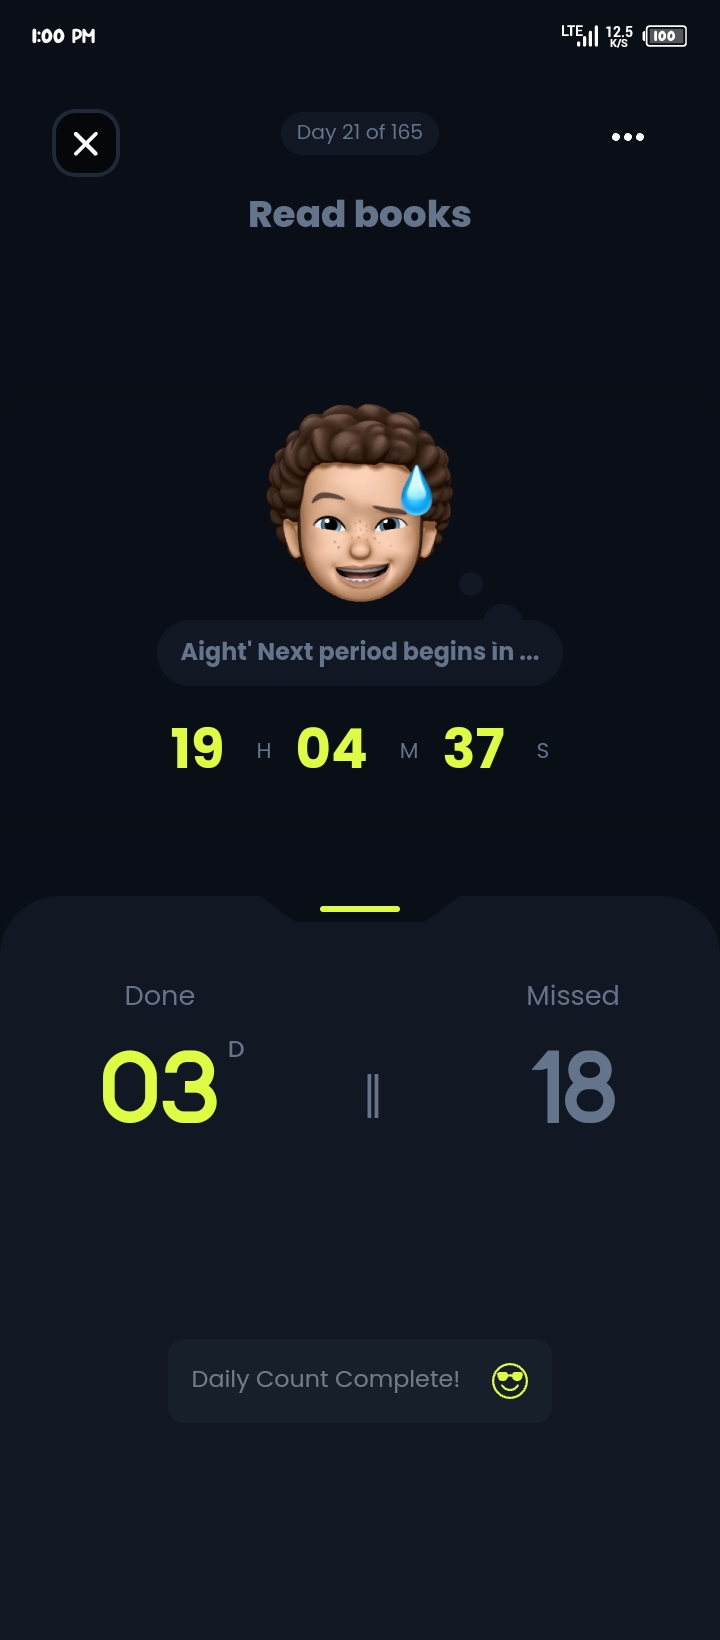 1:00 PM
LTE 12.5 K/S 100
Day 21 of 165
Read books
Aight' Next period begins in ...
19 H 04 M 37 S
Done
Missed
03 D
18
Daily Count Complete!